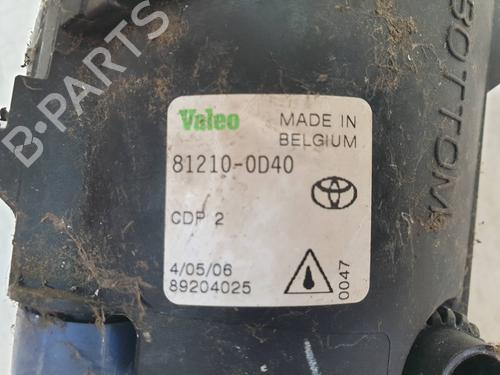 B-PARTS
BOTTOM
Valeo
MADE IN
BELGIUM
81210-0D40
CDP 2
4/05/06
89204025
0047